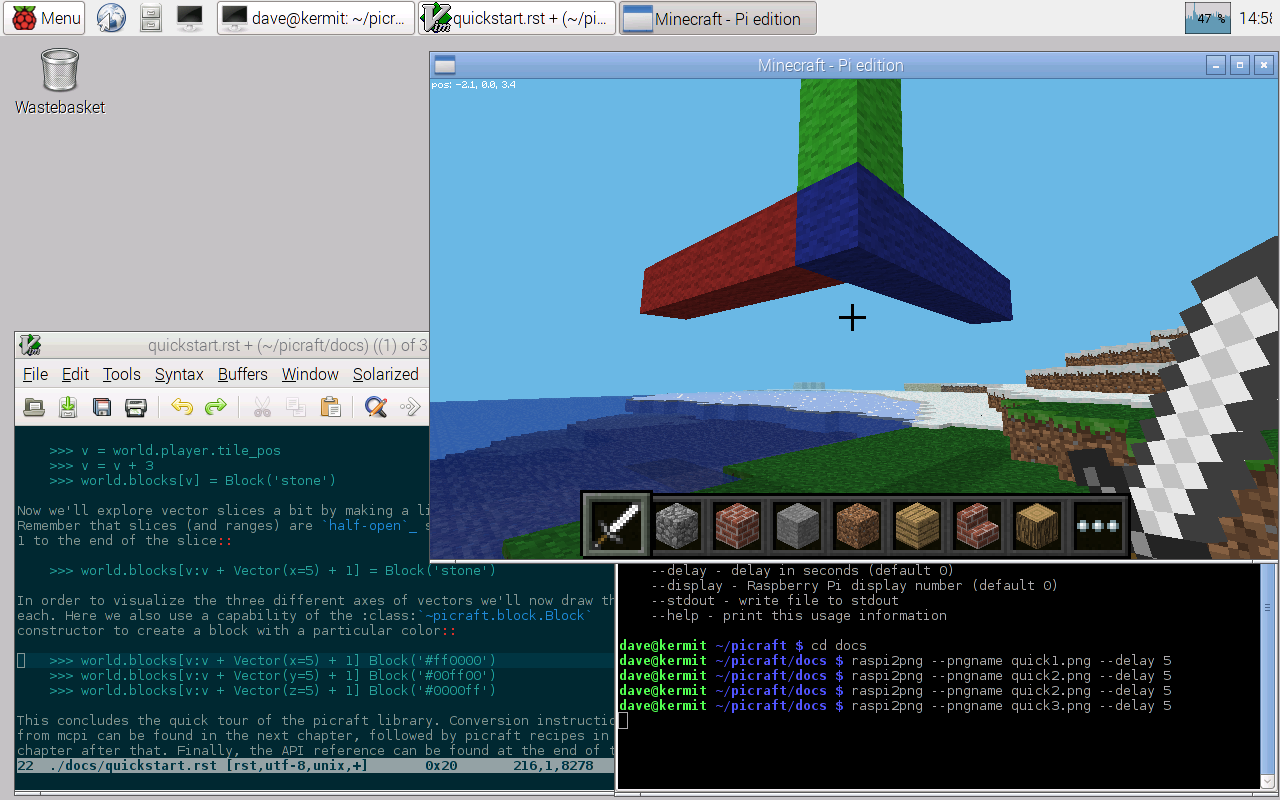 Menu
dave@kermit: ~/picr...
quickstart.rst + (~/pi...
Minecraft - Pi edition
47 %
14:58
Wastebasket
Minecraft - Pi edition
pos: -2.1, 0.0, 3.4
quickstart.rst + (~/picraft/docs) ((1) of 3
File Edit Tools Syntax Buffers Window Solarized
>>> v = world.player.tile_pos
>>> v = v + 3
>>> world.blocks[v] = Block('stone')
Now we'll explore vector slices a bit by making a li
Remember that slices (and ranges) are `half-open`_ s
1 to the end of the slice::
>>> world.blocks[v:v + Vector(x=5) + 1] = Block('stone')
In order to visualize the three different axes of vectors we'll now draw th
each. Here we also use a capability of the :class:`~picraft.block.Block`
constructor to create a block with a particular color::
>>> world.blocks[v:v + Vector(x=5) + 1] Block('#ff0000')
>>> world.blocks[v:v + Vector(y=5) + 1] Block('#00ff00')
>>> world.blocks[v:v + Vector(z=5) + 1] Block('#0000ff')
This concludes the quick tour of the picraft library. Conversion instructio
from mcpi can be found in the next chapter, followed by picraft recipes in
chapter after that. Finally, the API reference can be found at the end of t
22 ./docs/quickstart.rst [rst,utf-8,unix,+] 0x20 216,1,8278
--delay - delay in seconds (default 0)
--display - Raspberry Pi display number (default 0)
--stdout - write file to stdout
--help - print this usage information
dave@kermit ~/picraft $ cd docs
dave@kermit ~/picraft/docs $ raspi2png --pngname quick1.png --delay 5
dave@kermit ~/picraft/docs $ raspi2png --pngname quick2.png --delay 5
dave@kermit ~/picraft/docs $ raspi2png --pngname quick2.png --delay 5
dave@kermit ~/picraft/docs $ raspi2png --pngname quick3.png --delay 5